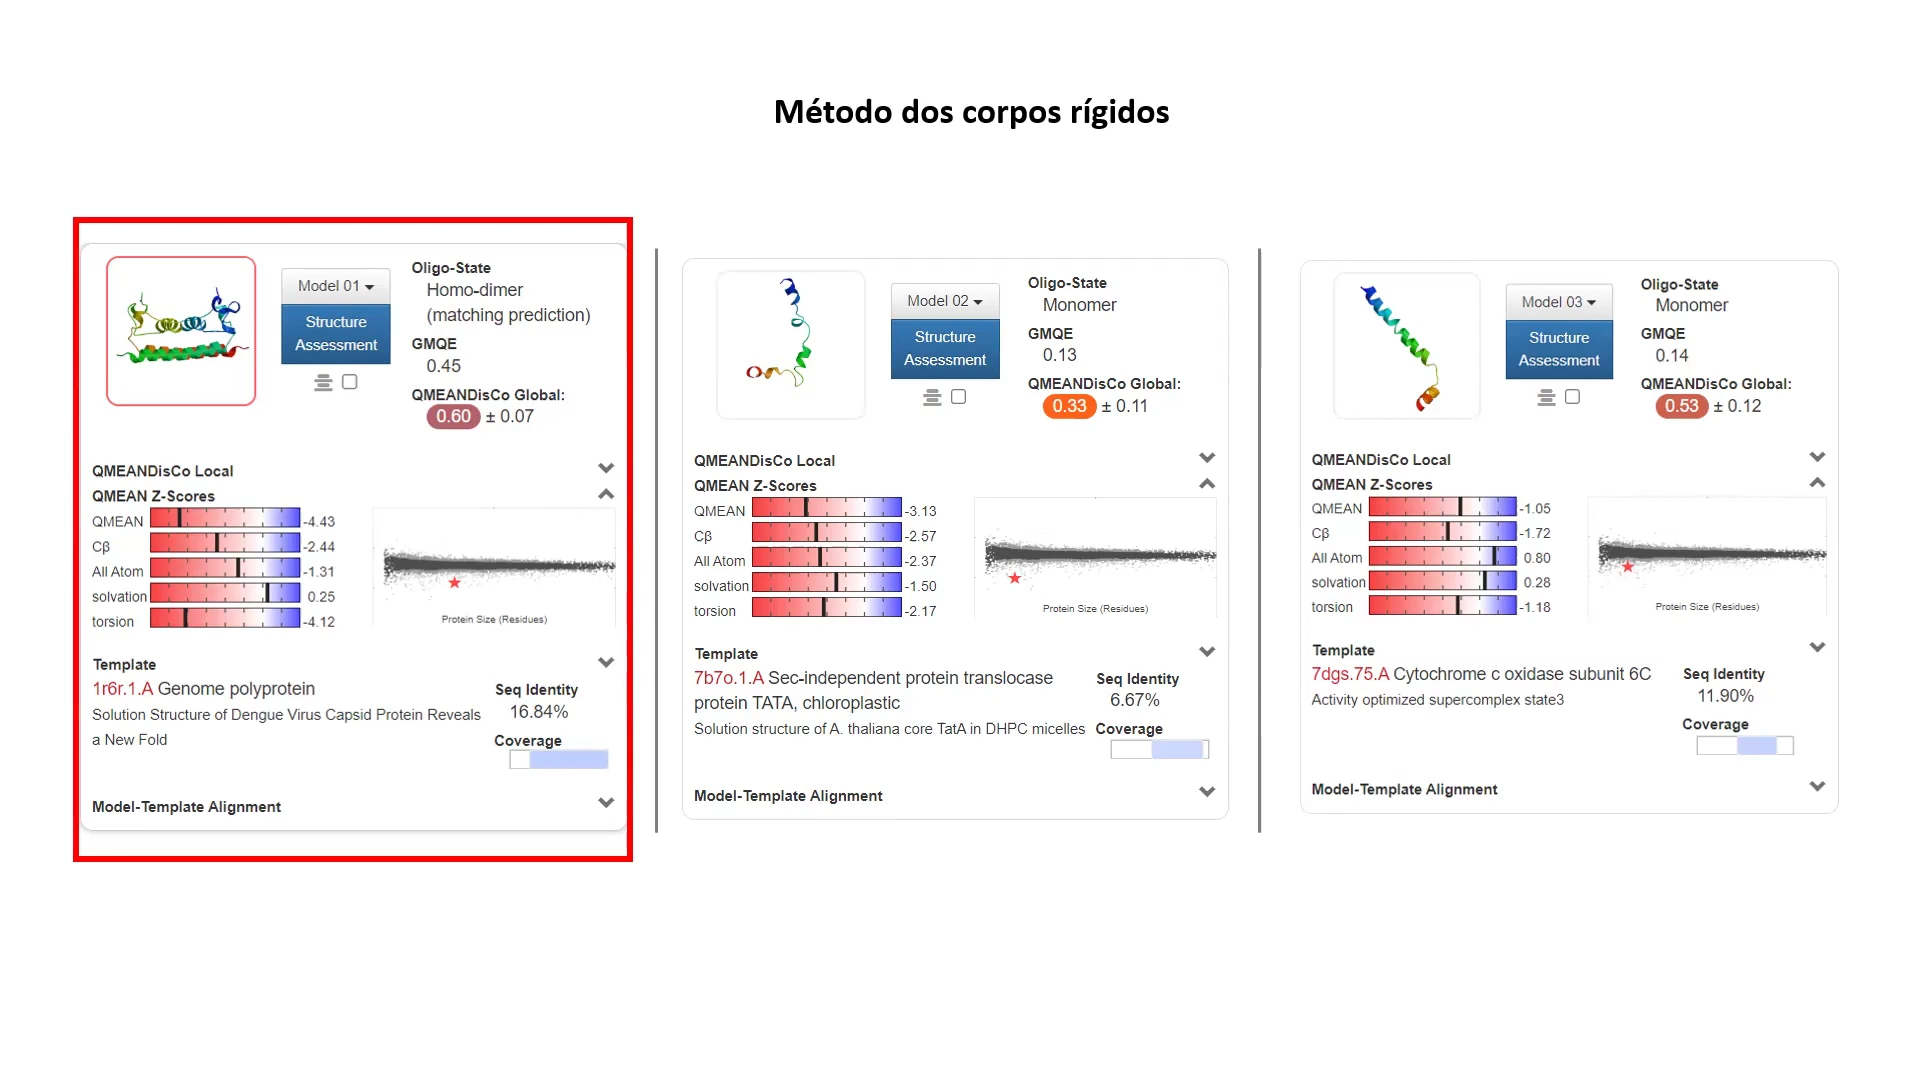 Método dos corpos rígidos
Model 01
Structure
Assessment
Oligo-State
Homo-dimer
(matching prediction)
GMQE
0.45
QMEANDisCo Global:
0.60 ± 0.07
QMEANDisCo Local
QMEAN Z-Scores
QMEAN -4.43
Cβ -2.44
All Atom -1.31
solvation 0.25
torsion -4.12
Protein Size (Residues)
Template
1r6r.1.A Genome polyprotein
Solution Structure of Dengue Virus Capsid Protein Reveals
a New Fold
Seq Identity
16.84%
Coverage
Model-Template Alignment
Model 02
Structure
Assessment
Oligo-State
Monomer
GMQE
0.13
QMEANDisCo Global:
0.33 ± 0.11
QMEANDisCo Local
QMEAN Z-Scores
QMEAN -3.13
Cβ -2.57
All Atom -2.37
solvation -1.50
torsion -2.17
Protein Size (Residues)
Template
7b7o.1.A Sec-independent protein translocase
protein TATA, chloroplastic
Solution structure of A. thaliana core TatA in DHPC micelles
Seq Identity
6.67%
Coverage
Model-Template Alignment
Model 03
Structure
Assessment
Oligo-State
Monomer
GMQE
0.14
QMEANDisCo Global:
0.53 ± 0.12
QMEANDisCo Local
QMEAN Z-Scores
QMEAN -1.05
Cβ -1.72
All Atom 0.80
solvation 0.28
torsion -1.18
Protein Size (Residues)
Template
7dgs.75.A Cytochrome c oxidase subunit 6C
Activity optimized supercomplex state3
Seq Identity
11.90%
Coverage
Model-Template Alignment